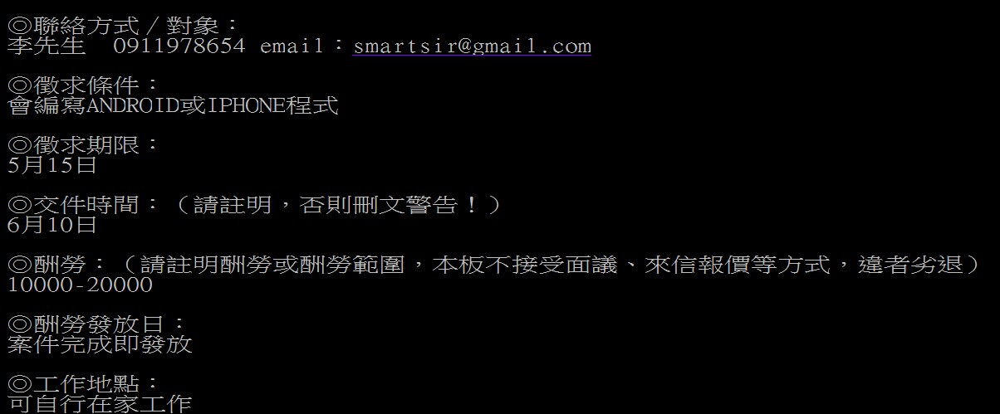 ◎聯絡方式／對象：
李先生　0911978654 email：smartsir@gmail.com
◎徵求條件：
會編寫ANDROID或IPHONE程式
◎徵求期限：
5月15日
◎交件時間：（請註明，否則刪文警告！）
6月10日
◎酬勞：（請註明酬勞或酬勞範圍，本板不接受面議、來信報價等方式，違者劣退）
10000-20000
◎酬勞發放日：
案件完成即發放
◎工作地點：
可自行在家工作